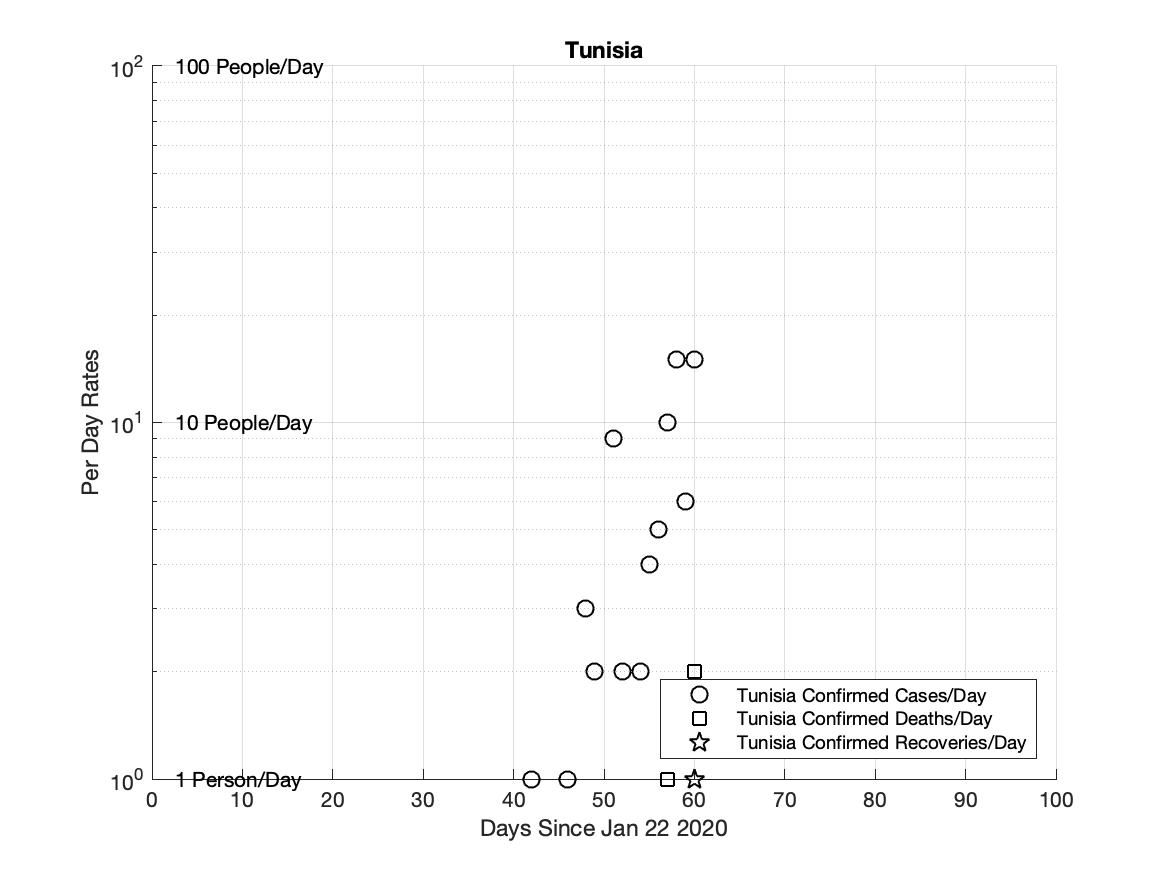 Tunisia
10^2
100 People/Day
10^1
10 People/Day
10^0
1 Person/Day
Per Day Rates
Tunisia Confirmed Cases/Day
Tunisia Confirmed Deaths/Day
Tunisia Confirmed Recoveries/Day
0 10 20 30 40 50 60 70 80 90 100
Days Since Jan 22 2020